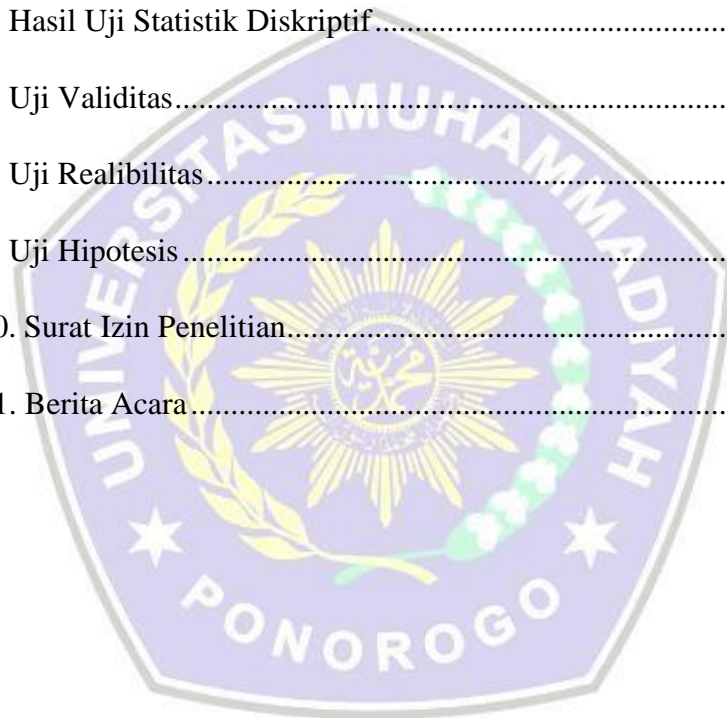 Hasil Uji Statistik Diskriptif..........................................
Uji Validitas......................................................................
Uji Realibilitas..................................................................
Uji Hipotesis.....................................................................
0. Surat Izin Penelitian....................................................
1. Berita Acara................................................................
UNIVERSITAS MUHAMMADIYAH
PONOROGO